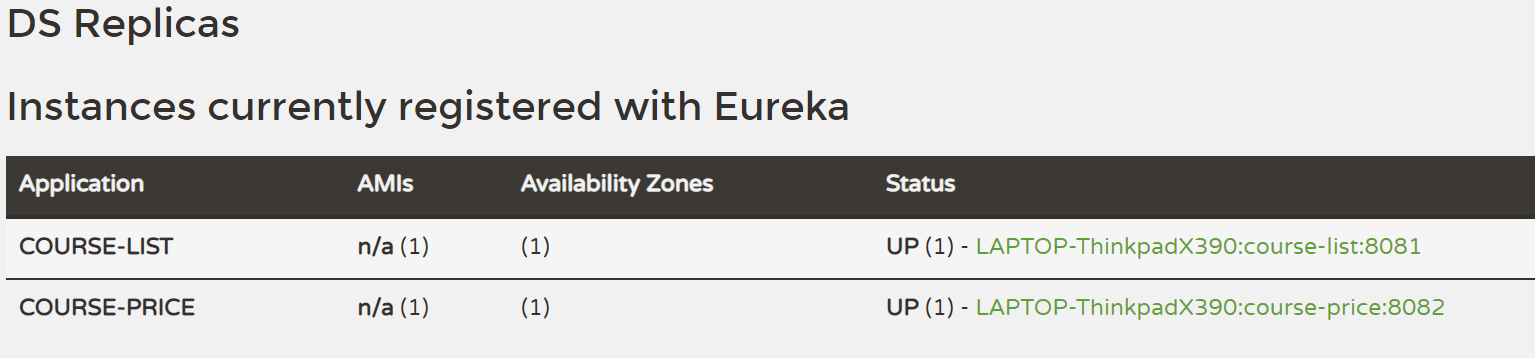 DS Replicas
Instances currently registered with Eureka
Application AMIs Availability Zones Status
COURSE-LIST n/a (1) (1) UP (1) - LAPTOP-ThinkpadX390:course-list:8081
COURSE-PRICE n/a (1) (1) UP (1) - LAPTOP-ThinkpadX390:course-price:8082